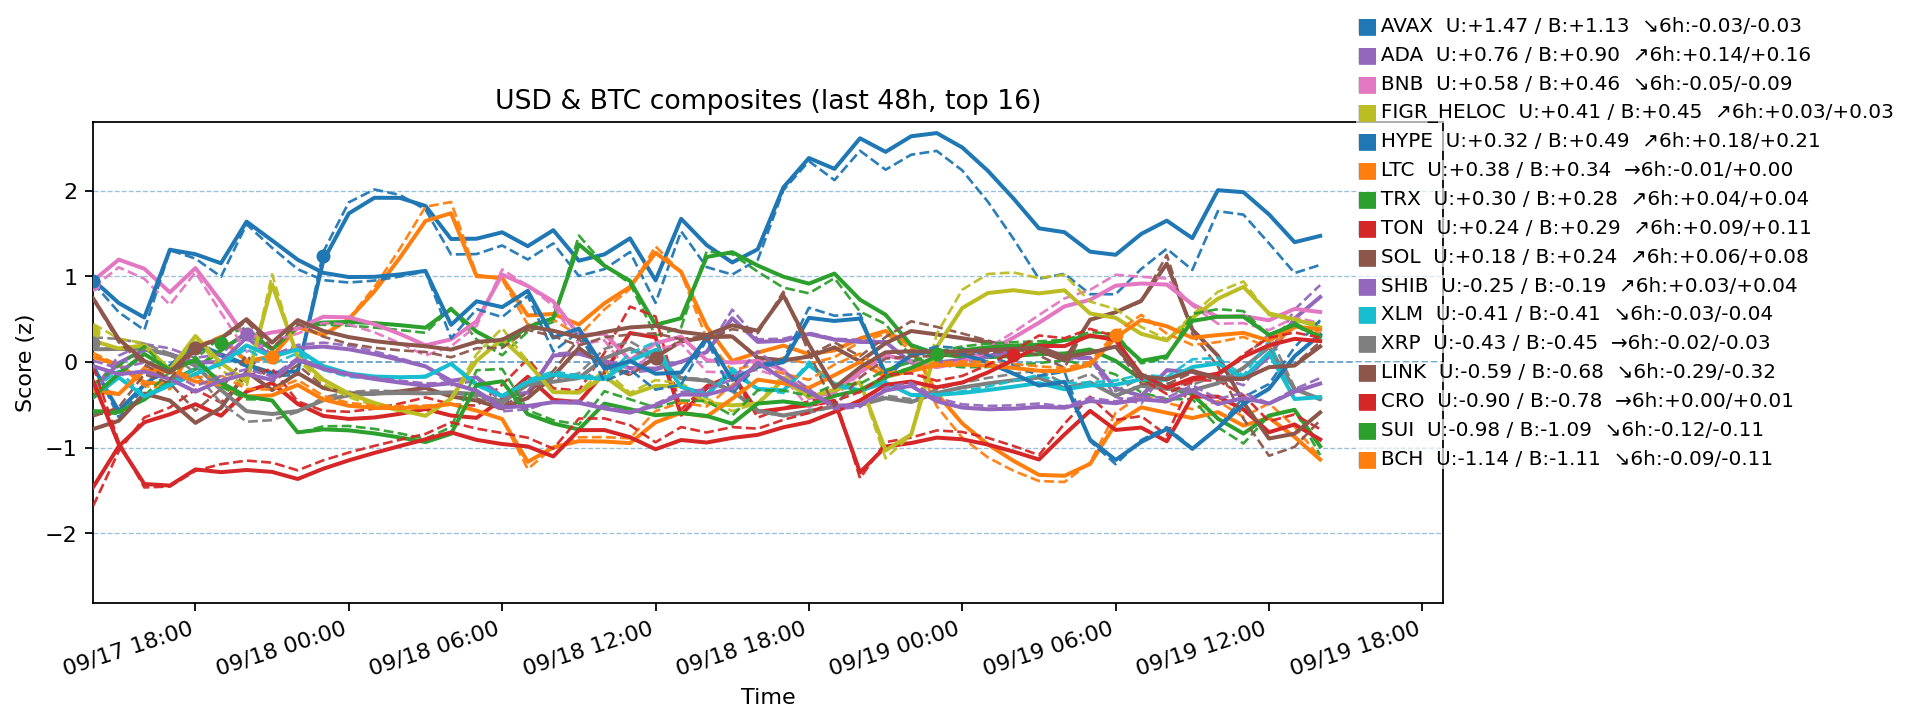 AVAX  U:+1.47 / B:+1.13  ↘6h:-0.03/-0.03
ADA  U:+0.76 / B:+0.90  ↗6h:+0.14/+0.16
BNB  U:+0.58 / B:+0.46  ↘6h:-0.05/-0.09
FIGR_HELOC  U:+0.41 / B:+0.45  ↗6h:+0.03/+0.03
HYPE  U:+0.32 / B:+0.49  ↗6h:+0.18/+0.21
LTC  U:+0.38 / B:+0.34  →6h:-0.01/+0.00
TRX  U:+0.30 / B:+0.28  ↗6h:+0.04/+0.04
TON  U:+0.24 / B:+0.29  ↗6h:+0.09/+0.11
SOL  U:+0.18 / B:+0.24  ↗6h:+0.06/+0.08
SHIB  U:-0.25 / B:-0.19  ↗6h:+0.03/+0.04
XLM  U:-0.41 / B:-0.41  ↘6h:-0.03/-0.04
XRP  U:-0.43 / B:-0.45  →6h:-0.02/-0.03
LINK  U:-0.59 / B:-0.68  ↘6h:-0.29/-0.32
CRO  U:-0.90 / B:-0.78  →6h:+0.00/+0.01
SUI  U:-0.98 / B:-1.09  ↘6h:-0.12/-0.11
BCH  U:-1.14 / B:-1.11  ↘6h:-0.09/-0.11
USD & BTC composites (last 48h, top 16)
Score (z)
2
1
0
−1
−2
09/17 18:00
09/18 00:00
09/18 06:00
09/18 12:00
09/18 18:00
09/19 00:00
09/19 06:00
09/19 12:00
09/19 18:00
Time